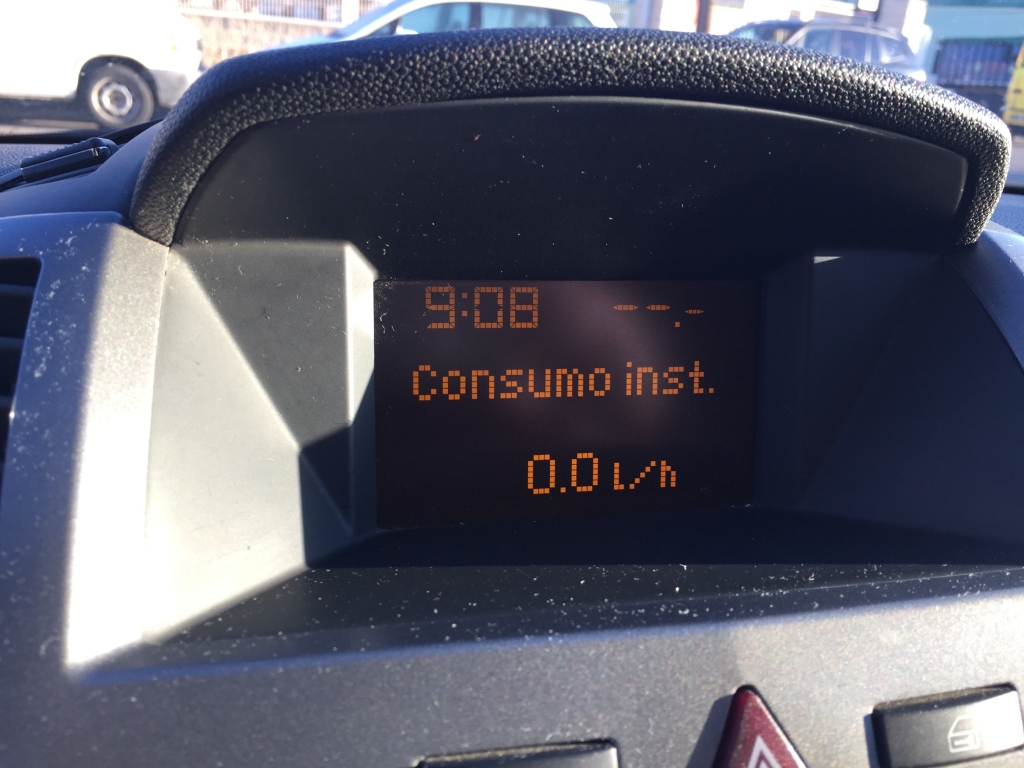 9:08 --.-
Consumo inst.
0.0 l/h